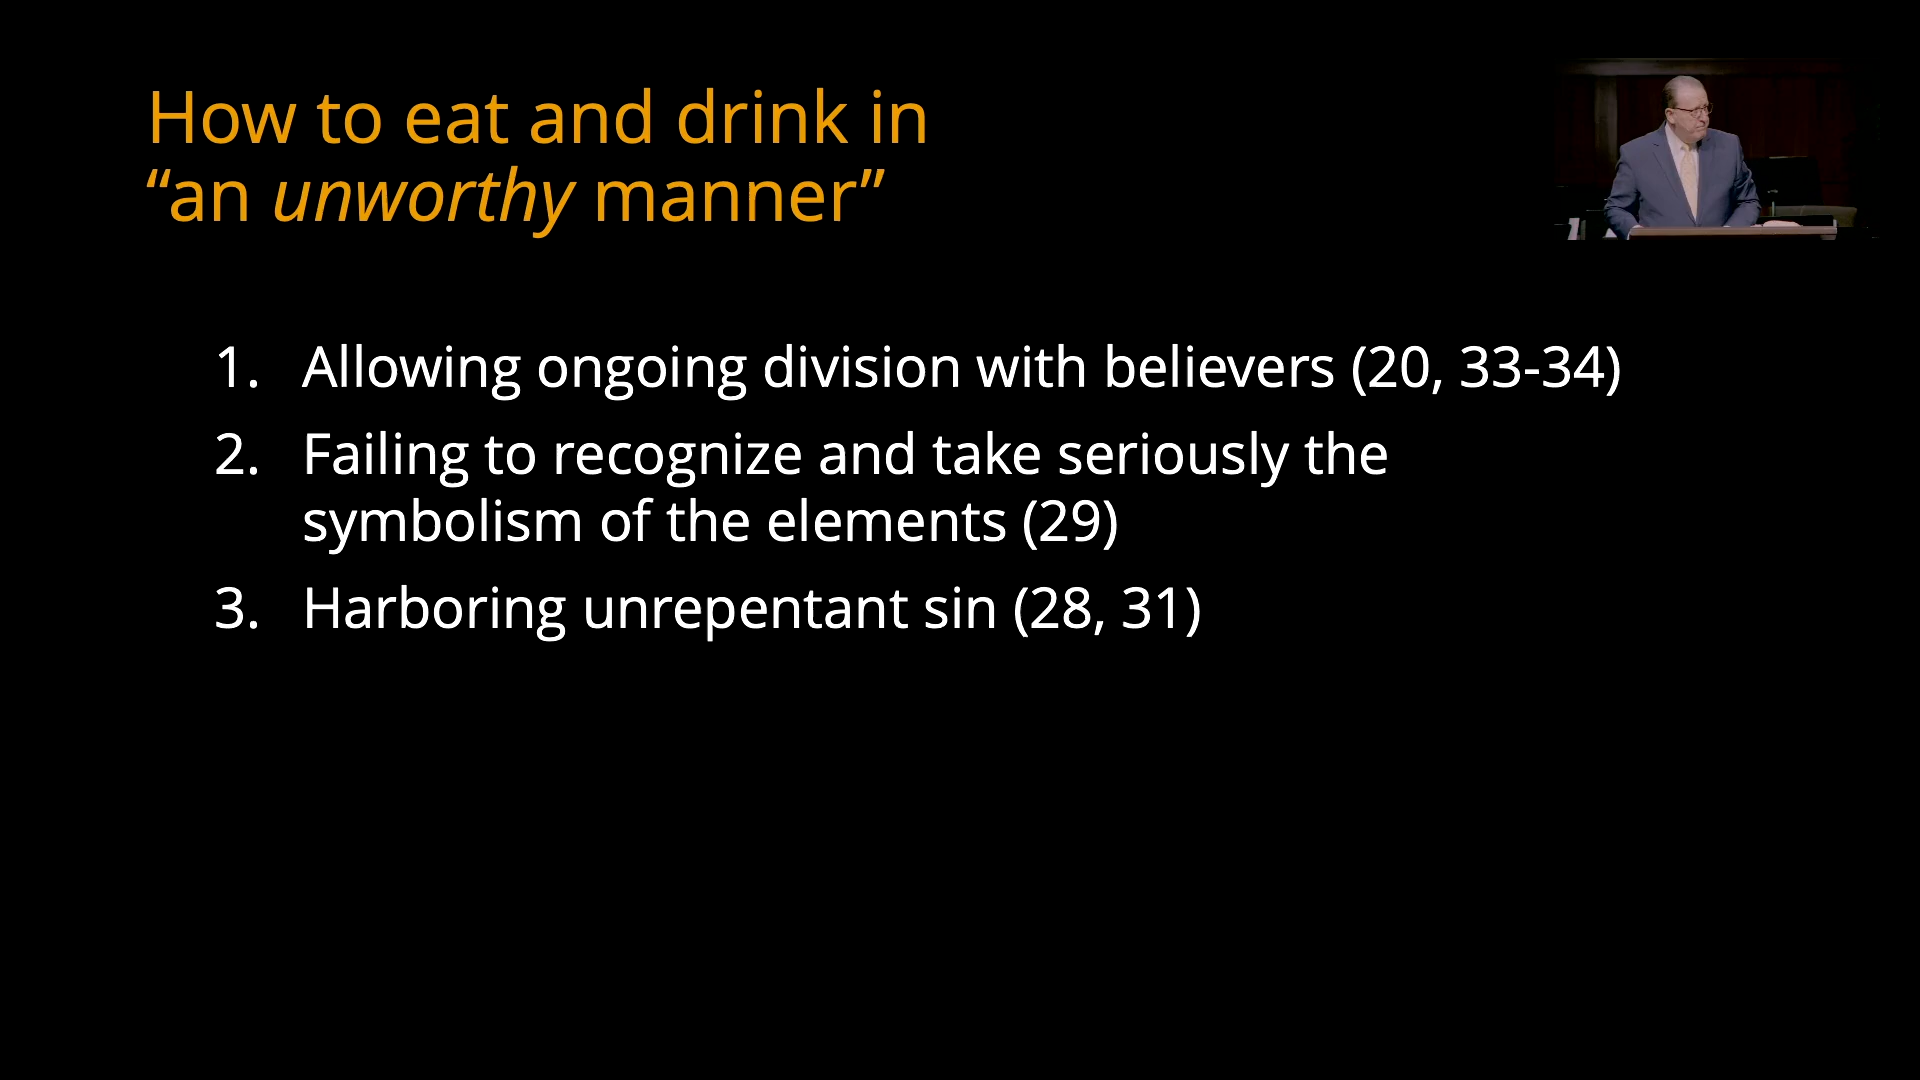 How to eat and drink in
“an unworthy manner”
1. Allowing ongoing division with believers (20, 33-34)
2. Failing to recognize and take seriously the
symbolism of the elements (29)
3. Harboring unrepentant sin (28, 31)